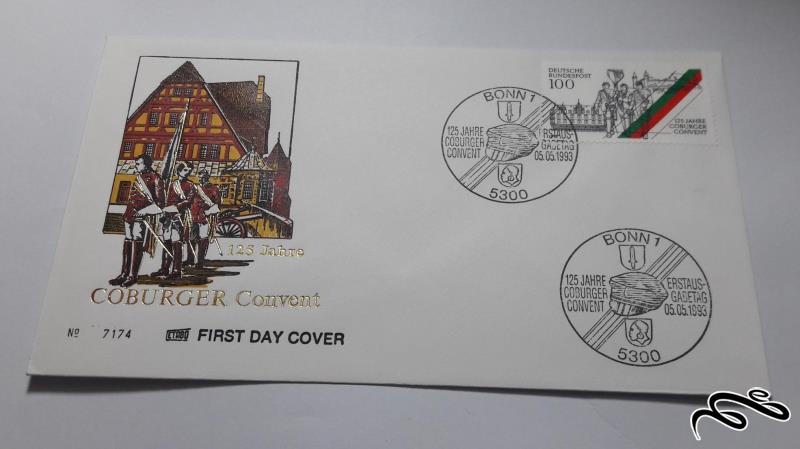 DEUTSCHE
BUNDESPOST
100
125 JAHRE
COBURGER
CONVENT
BONN 1
125 JAHRE
COBURGER
CONVENT
ERSTAUS-
GABETAG
05.05.1993
5300
BONN 1
125 JAHRE
COBURGER
CONVENT
ERSTAUS-
GABETAG
05.05.1993
5300
125 Jahre
COBURGER Convent
No 7174 ETABO FIRST DAY COVER